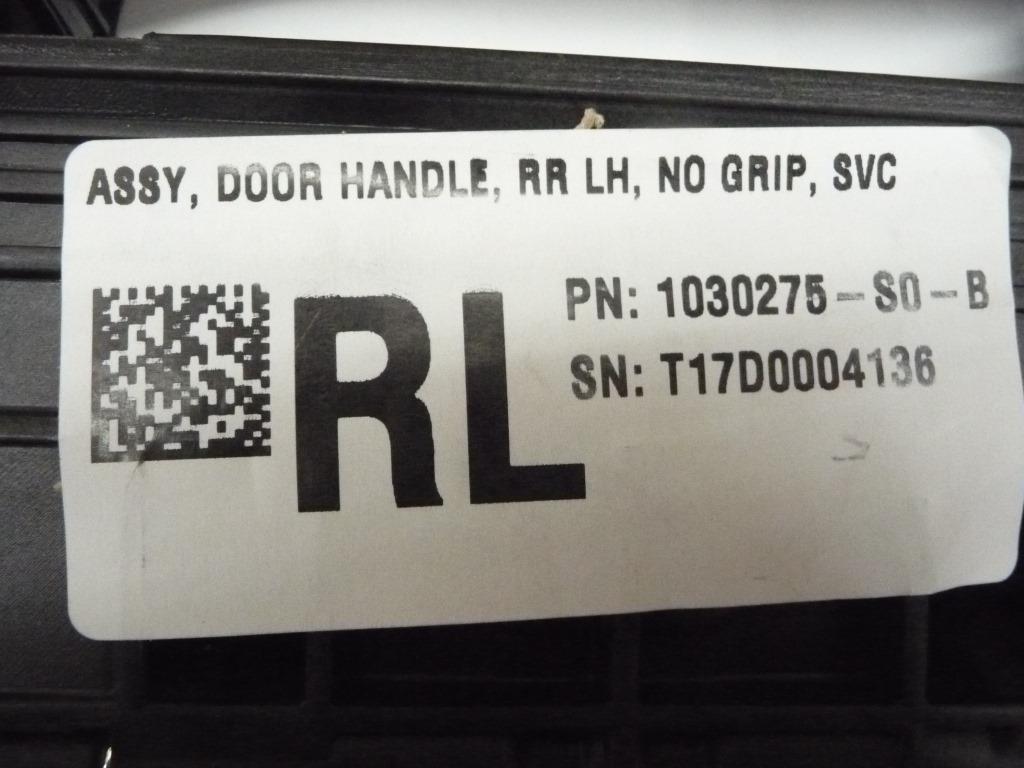 ASSY, DOOR HANDLE, RR LH, NO GRIP, SVC
RL
PN: 1030275-S0-B
SN: T17D0004136